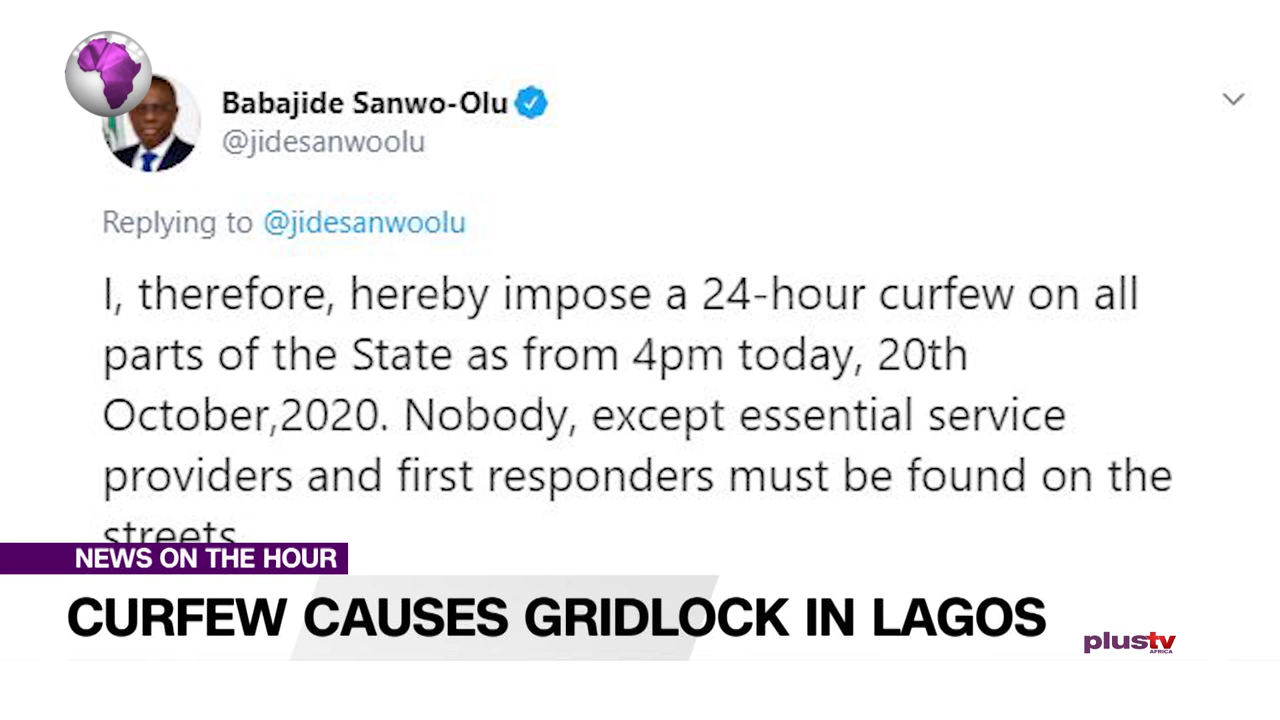 Babajide Sanwo-Olu
@jidesanwoolu
Replying to @jidesanwoolu
I, therefore, hereby impose a 24-hour curfew on all
parts of the State as from 4pm today, 20th
October,2020. Nobody, except essential service
providers and first responders must be found on the
streets.
NEWS ON THE HOUR
CURFEW CAUSES GRIDLOCK IN LAGOS
plustv
AFRICA